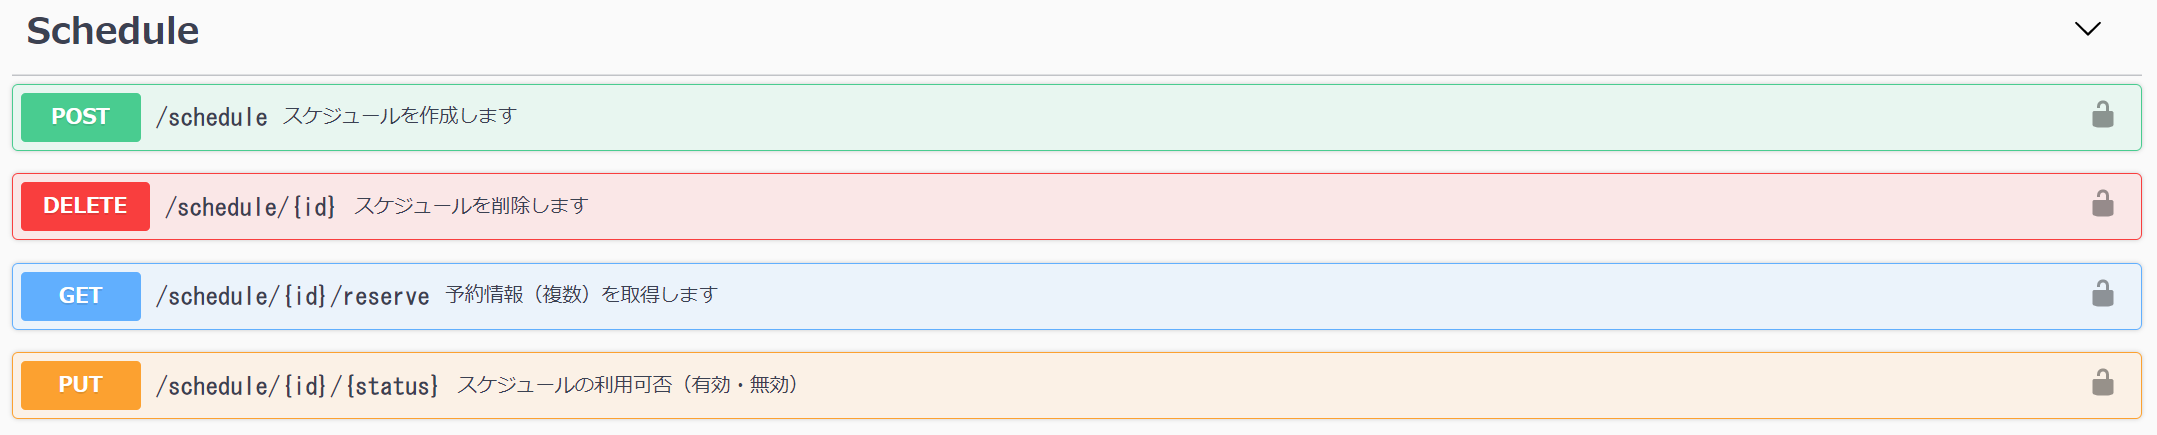 Schedule
POST /schedule スケジュールを作成します
DELETE /schedule/{id} スケジュールを削除します
GET /schedule/{id}/reserve 予約情報（複数）を取得します
PUT /schedule/{id}/{status} スケジュールの利用可否（有効・無効）